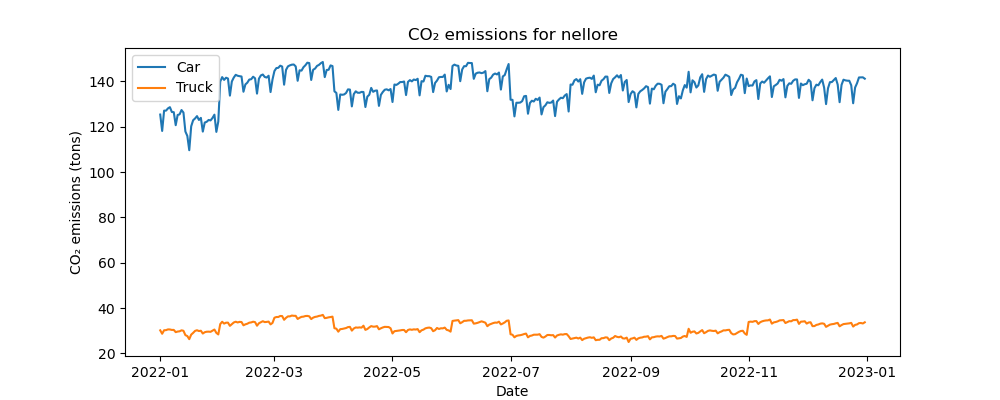 CO₂ emissions for nellore
Car
Truck
CO₂ emissions (tons)
140
120
100
80
60
40
20
2022-01 2022-03 2022-05 2022-07 2022-09 2022-11 2023-01
Date